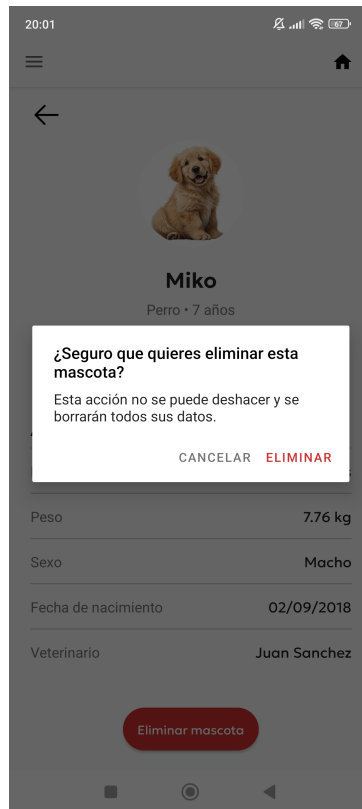 20:01
67
Miko
Perro • 7 años
¿Seguro que quieres eliminar esta
mascota?
Esta acción no se puede deshacer y se
borrarán todos sus datos.
CANCELAR ELIMINAR
Peso 7.76 kg
Sexo Macho
Fecha de nacimiento 02/09/2018
Veterinario Juan Sanchez
Eliminar mascota